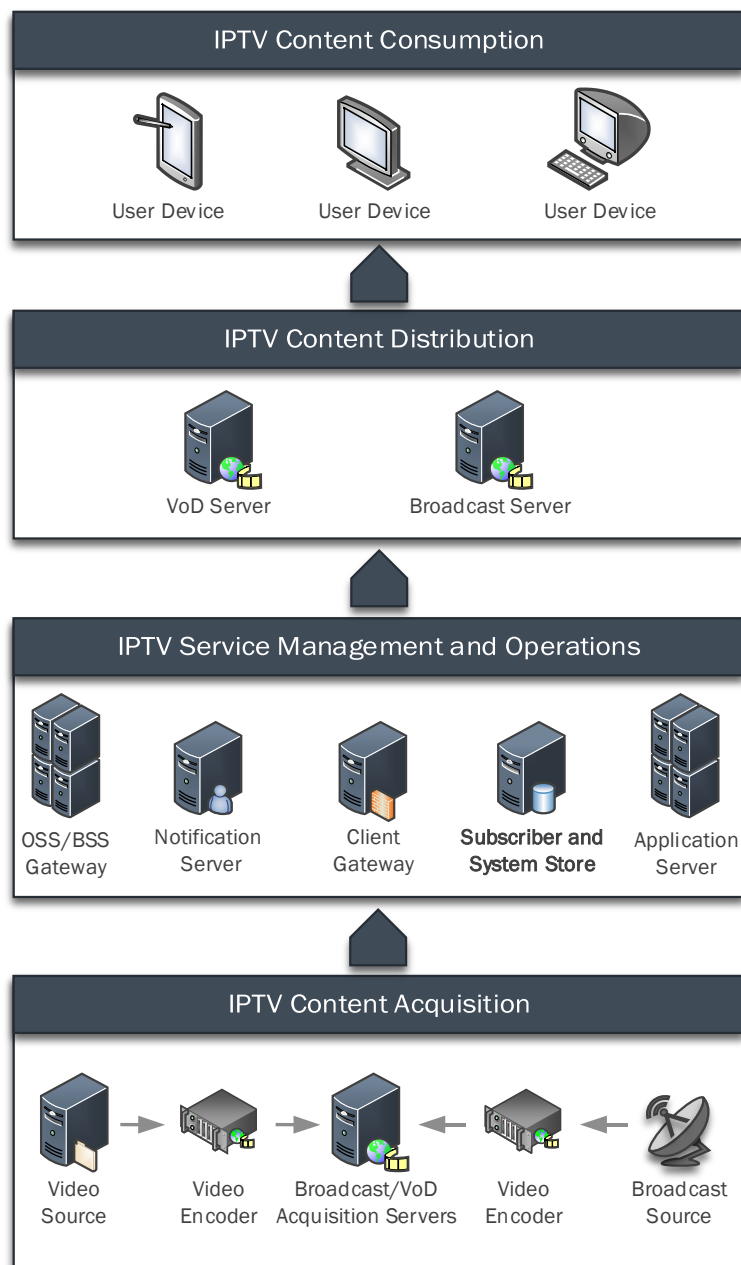 IPTV Content Consumption
User Device
User Device
User Device
IPTV Content Distribution
VoD Server
Broadcast Server
IPTV Service Management and Operations
OSS/BSS
Gateway
Notification
Server
Client
Gateway
Subscriber and
System Store
Application
Server
IPTV Content Acquisition
Video
Source
Video
Encoder
Broadcast/VoD
Acquisition Servers
Video
Encoder
Broadcast
Source